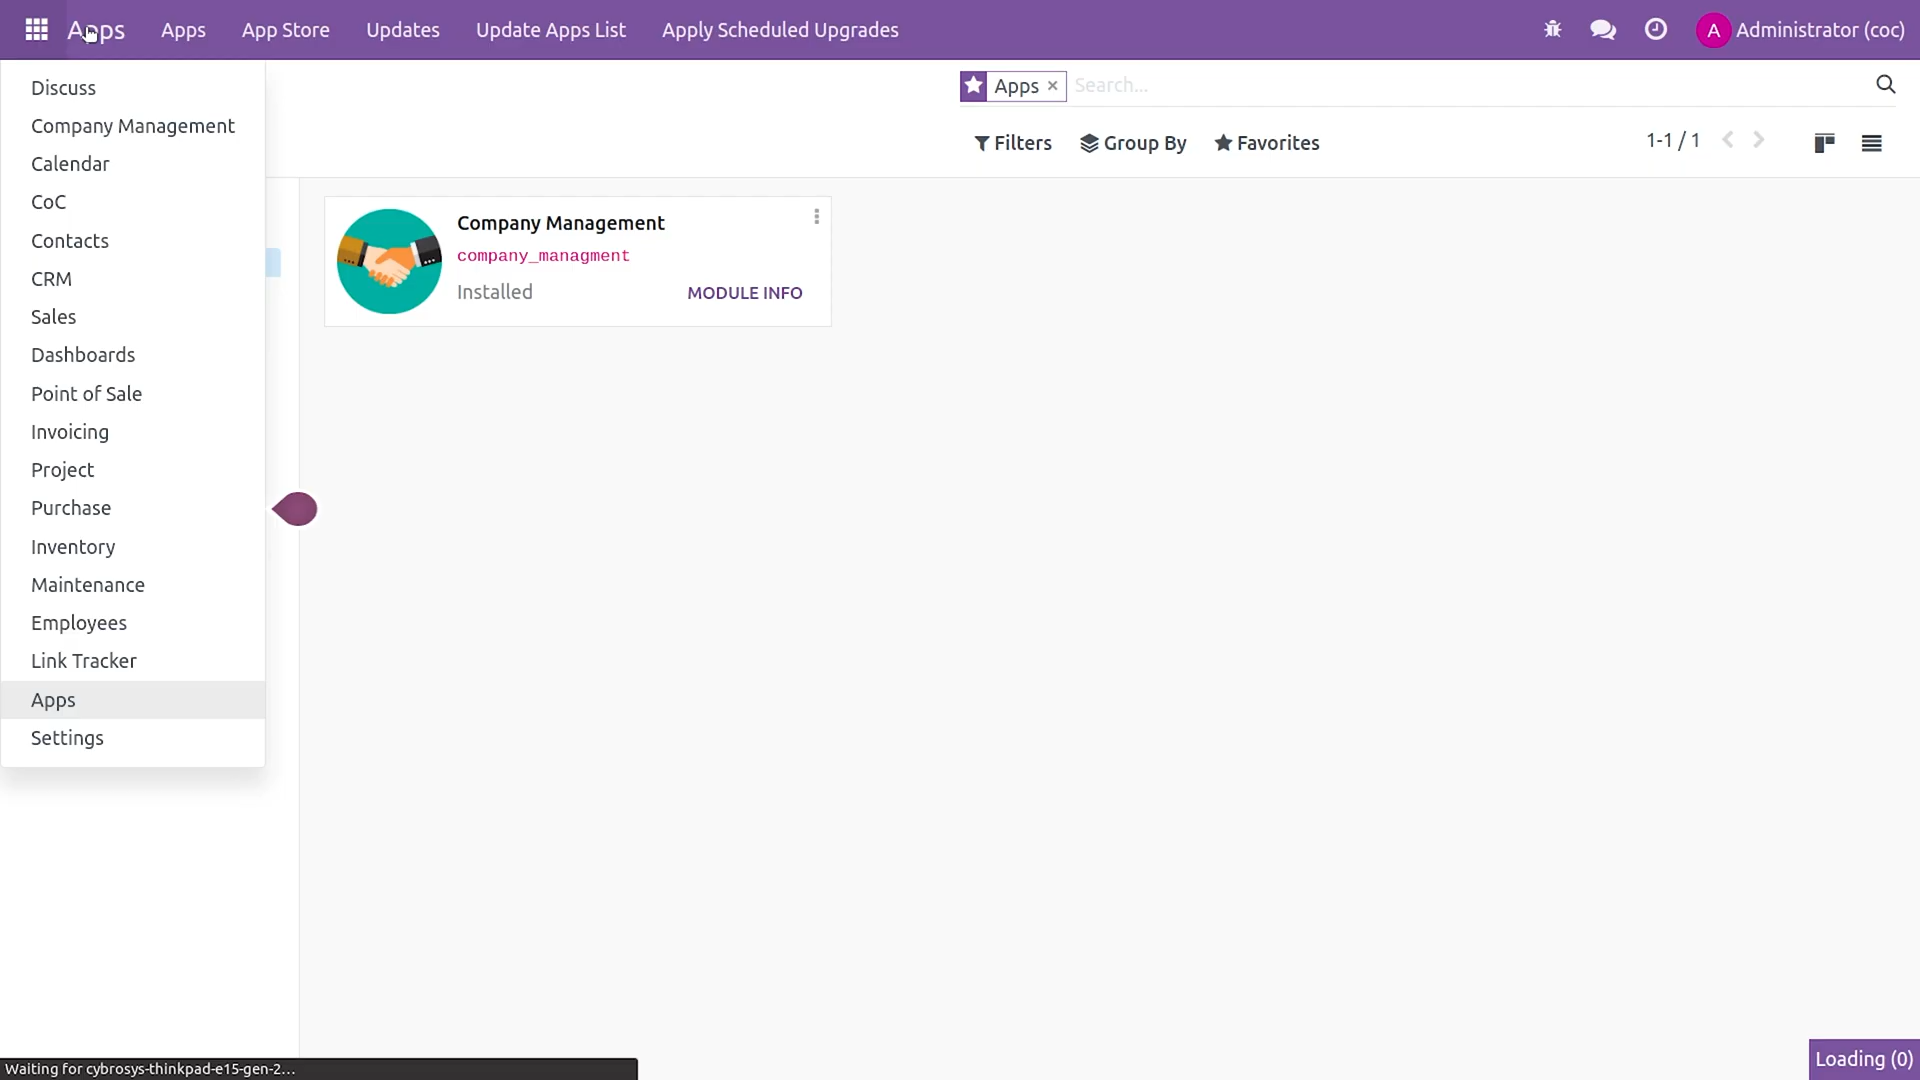 Apps Apps App Store Updates Update Apps List Apply Scheduled Upgrades A Administrator (coc)
Apps × Search...
Filters Group By Favorites 1-1 / 1
Discuss
Company Management
Calendar
CoC
Contacts
CRM
Sales
Dashboards
Point of Sale
Invoicing
Project
Purchase
Inventory
Maintenance
Employees
Link Tracker
Apps
Settings
Company Management
company_managment
Installed MODULE INFO
Waiting for cybrosys-thinkpad-e15-gen-2...
Loading (0)